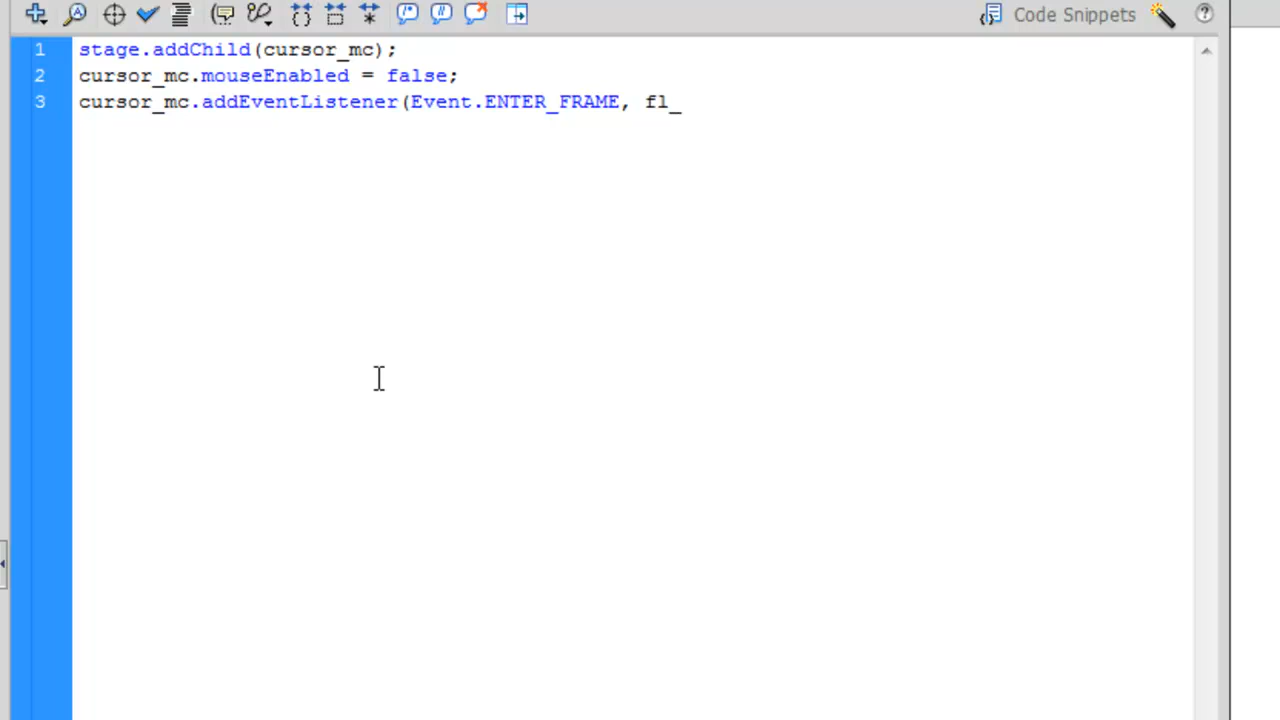 Code Snippets
1 stage.addChild(cursor_mc);
2 cursor_mc.mouseEnabled = false;
3 cursor_mc.addEventListener(Event.ENTER_FRAME, fl_